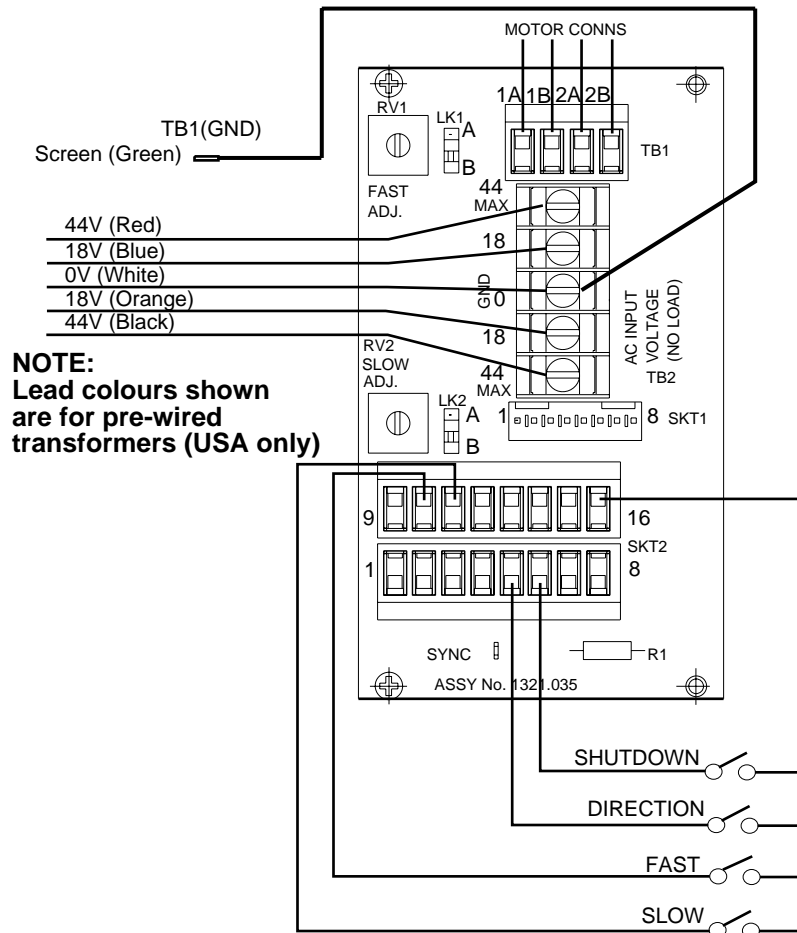 MOTOR CONNS
1A 1B 2A 2B
RV1
LK1
A
B
TB1
TB1(GND)
Screen (Green)
FAST
ADJ.
44
MAX
44V (Red)
18V (Blue)
0V (White)
18V (Orange)
44V (Black)
18
GND
0
18
44
MAX
AC INPUT
VOLTAGE
(NO LOAD)
TB2
RV2
SLOW
ADJ.
NOTE:
Lead colours shown
are for pre-wired
transformers (USA only)
LK2
A
B
1
8 SKT1
9
16
SKT2
1
8
SYNC
R1
ASSY No. 1321.035
SHUTDOWN
DIRECTION
FAST
SLOW